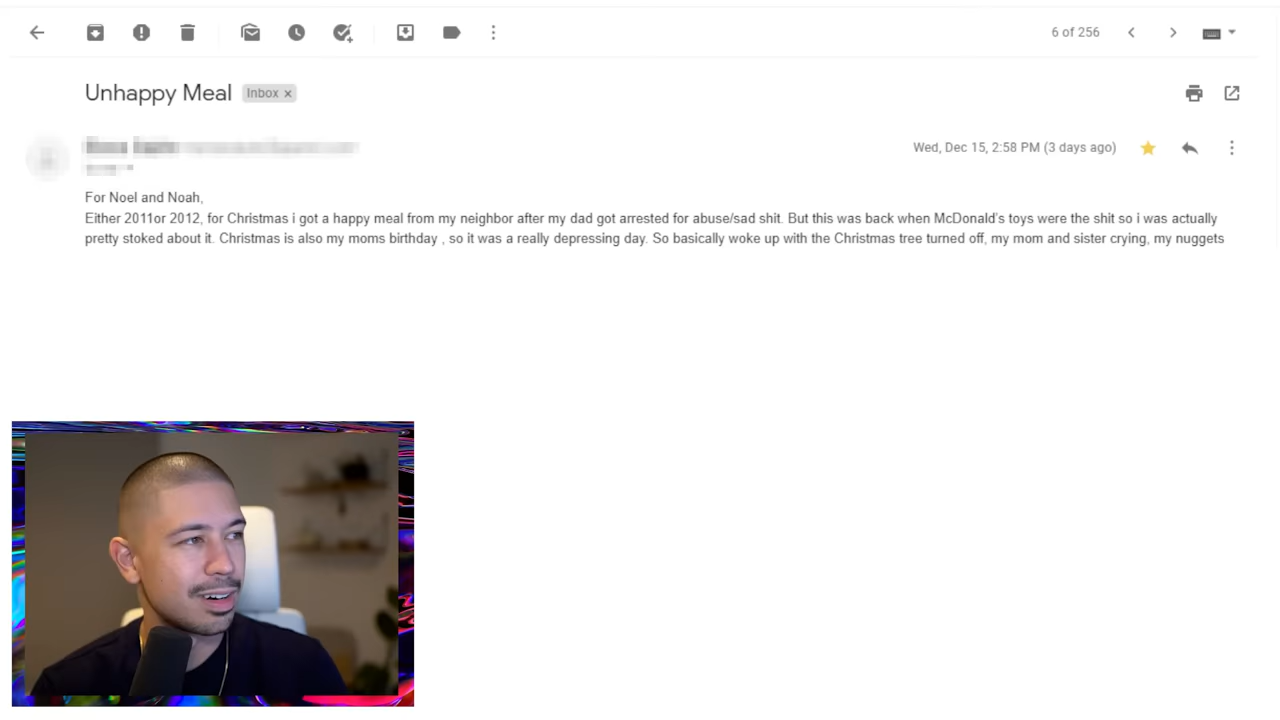 6 of 256
Unhappy Meal Inbox ×
Wed, Dec 15, 2:58 PM (3 days ago)
For Noel and Noah,
Either 2011or 2012, for Christmas i got a happy meal from my neighbor after my dad got arrested for abuse/sad shit. But this was back when McDonald's toys were the shit so i was actually
pretty stoked about it. Christmas is also my moms birthday , so it was a really depressing day. So basically woke up with the Christmas tree turned off, my mom and sister crying, my nuggets